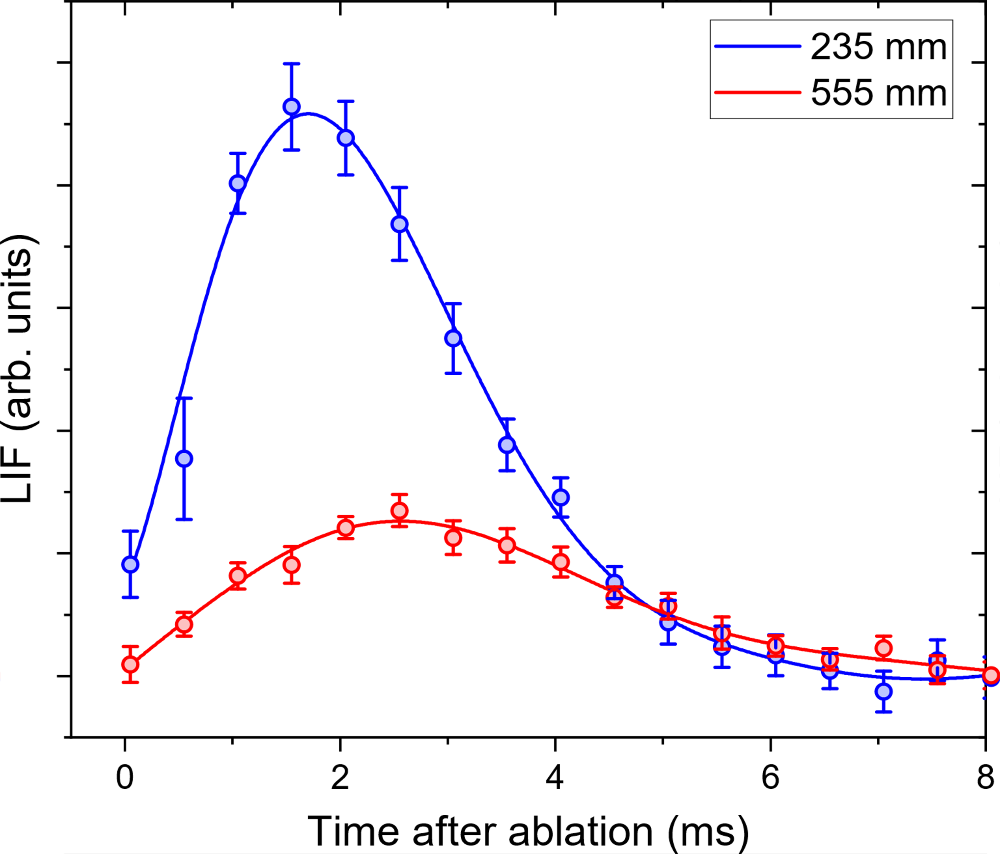 235 mm
555 mm
LIF (arb. units)
0 2 4 6 8
Time after ablation (ms)